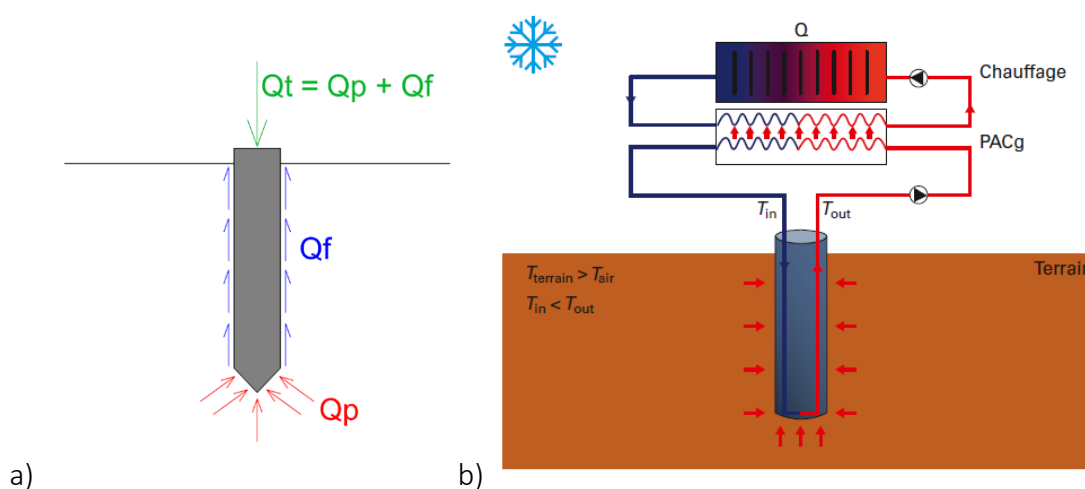 Qt = Qp + Qf
Qf
Qp
a)
Q
Chauffage
PACg
Tin
Tout
Tterrain > Tair
Tin < Tout
Terrain
b)